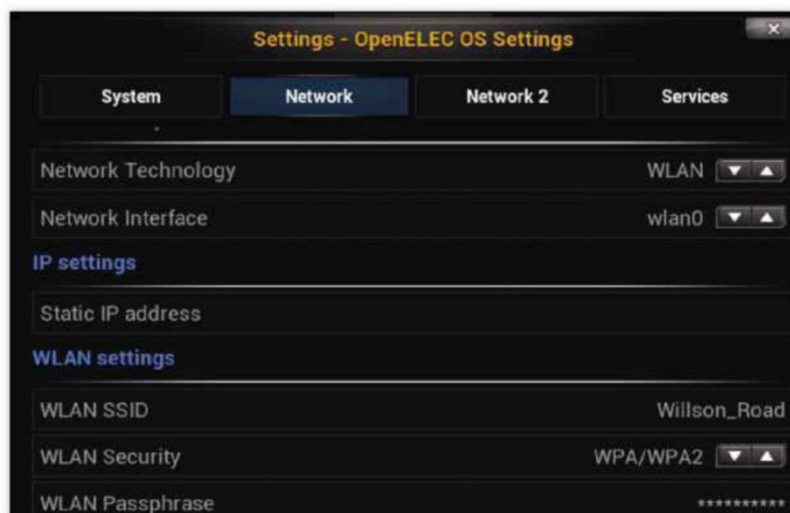 Settings - OpenELEC OS Settings
System Network Network 2 Services
Network Technology WLAN
Network Interface wlan0
IP settings
Static IP address
WLAN settings
WLAN SSID Willson_Road
WLAN Security WPA/WPA2
WLAN Passphrase **********